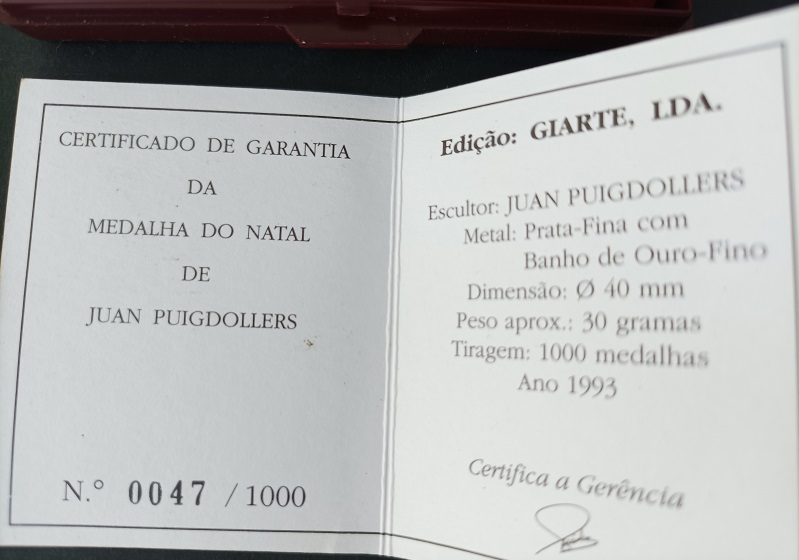 CERTIFICADO DE GARANTIA
DA
MEDALHA DO NATAL
DE
JUAN PUIGDOLLERS
N.º 0047 / 1000
Edição: GIARTE, LDA.
Escultor: JUAN PUIGDOLLERS
Metal: Prata-Fina com
Banho de Ouro-Fino
Dimensão: Ø 40 mm
Peso aprox.: 30 gramas
Tiragem: 1000 medalhas
Ano 1993
Certifica a Gerência